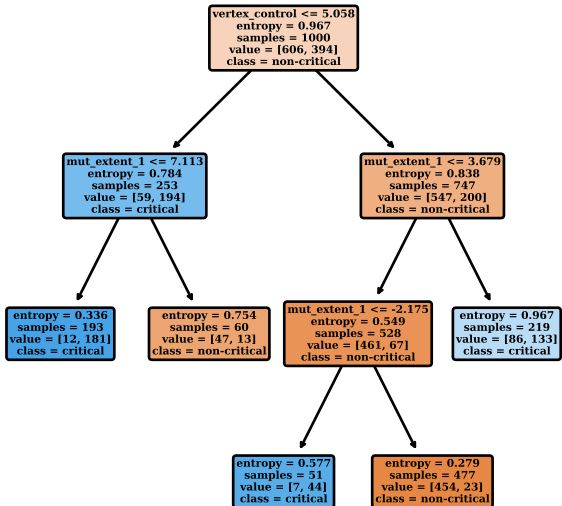 vertex_control <= 5.058
entropy = 0.967
samples = 1000
value = [606, 394]
class = non-critical
mut_extent_1 <= 7.113
entropy = 0.784
samples = 253
value = [59, 194]
class = critical
mut_extent_1 <= 3.679
entropy = 0.838
samples = 747
value = [547, 200]
class = non-critical
entropy = 0.336
samples = 193
value = [12, 181]
class = critical
entropy = 0.754
samples = 60
value = [47, 13]
class = non-critical
mut_extent_1 <= -2.175
entropy = 0.549
samples = 528
value = [461, 67]
class = non-critical
entropy = 0.967
samples = 219
value = [86, 133]
class = critical
entropy = 0.577
samples = 51
value = [7, 44]
class = critical
entropy = 0.279
samples = 477
value = [454, 23]
class = non-critical